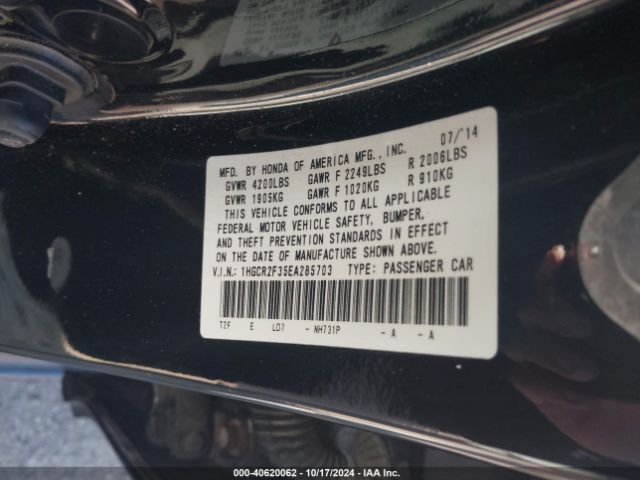 07/'14
MFD. BY HONDA OF AMERICA MFG., INC.
GVWR 4200LBS GAWR F 2249LBS R 2006LBS
GVWR 1905KG GAWR F 1020KG R 910KG
THIS VEHICLE CONFORMS TO ALL APPLICABLE
FEDERAL MOTOR VEHICLE SAFETY, BUMPER,
AND THEFT PREVENTION STANDARDS IN EFFECT
ON THE DATE OF MANUFACTURE SHOWN ABOVE.
V.I.N.: 1HGCR2F35EA285703 TYPE: PASSENGER CAR
T2F E LD7 - NH731P - A - A
000-40620062 - 10/17/2024 - IAA Inc.